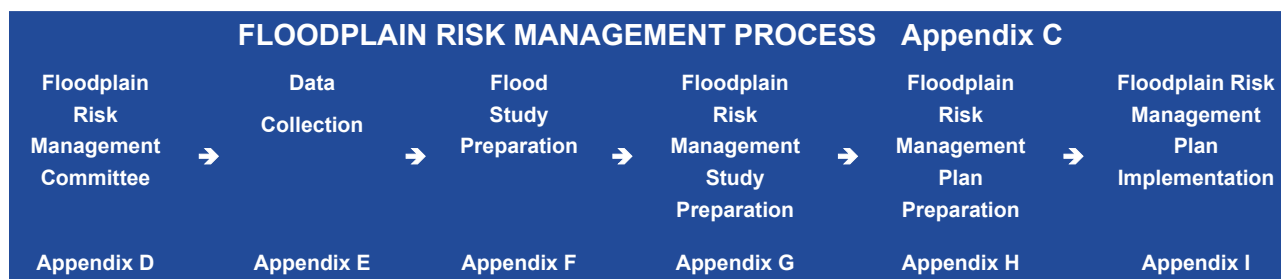 FLOODPLAIN RISK MANAGEMENT PROCESS Appendix C
Floodplain
Risk
Management
Committee
Appendix D
➔
Data
Collection
Appendix E
➔
Flood
Study
Preparation
Appendix F
➔
Floodplain
Risk
Management
Study
Preparation
Appendix G
➔
Floodplain
Risk
Management
Plan
Preparation
Appendix H
➔
Floodplain Risk
Management
Plan
Implementation
Appendix I